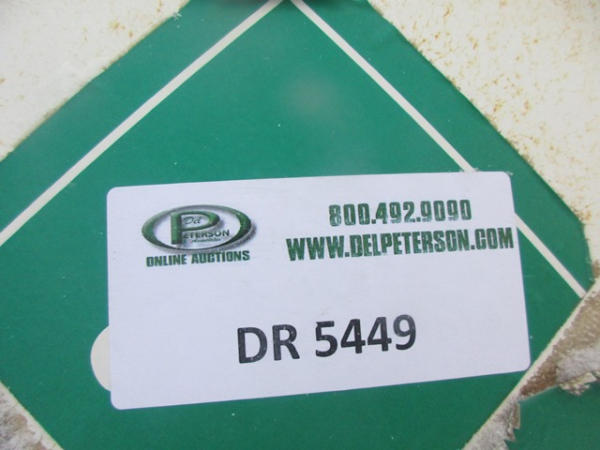 Del
PETERSON
ONLINE AUCTIONS
800.492.9090
WWW.DELPETERSON.COM
DR 5449